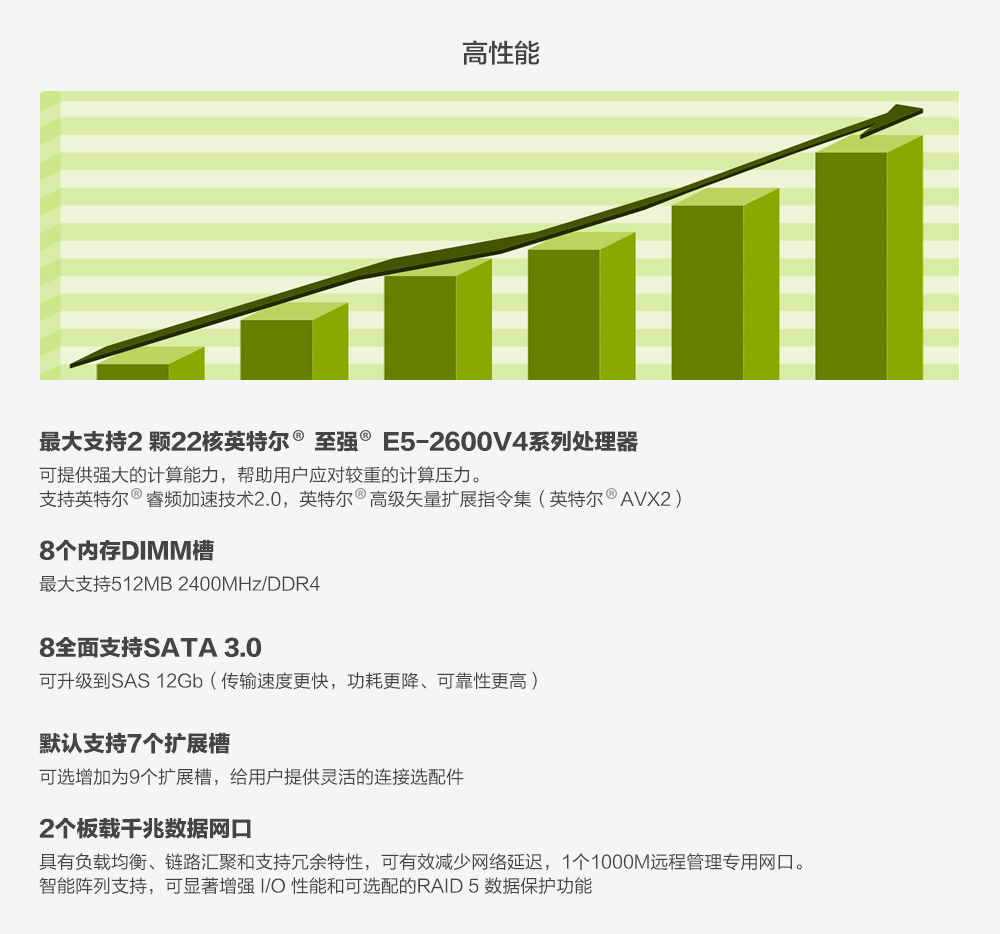 高性能
最大支持2 颗22核英特尔® 至强® E5-2600V4系列处理器
可提供强大的计算能力，帮助用户应对较重的计算压力。
支持英特尔® 睿频加速技术2.0，英特尔® 高级矢量扩展指令集（英特尔® AVX2）
8个内存DIMM槽
最大支持512MB 2400MHz/DDR4
8全面支持SATA 3.0
可升级到SAS 12Gb（传输速度更快，功耗更降、可靠性更高）
默认支持7个扩展槽
可选增加为9个扩展槽，给用户提供灵活的连接选配件
2个板载千兆数据网口
具有负载均衡、链路汇聚和支持冗余特性，可有效减少网络延迟，1个1000M远程管理专用网口。
智能阵列支持，可显著增强 I/O 性能和可选配的RAID 5 数据保护功能